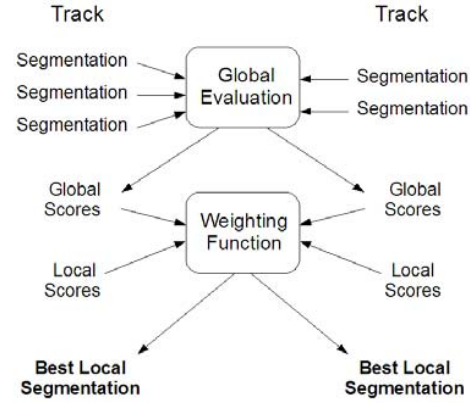 Track
Track
Segmentation
Segmentation
Segmentation
Global
Evaluation
Segmentation
Segmentation
Global
Scores
Global
Scores
Weighting
Function
Local
Scores
Local
Scores
Best Local
Segmentation
Best Local
Segmentation